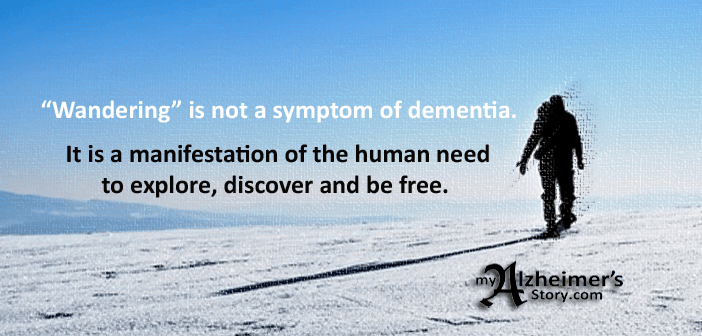 “Wandering” is not a symptom of dementia.
It is a manifestation of the human need
to explore, discover and be free.
myAlzheimer's
Story.com